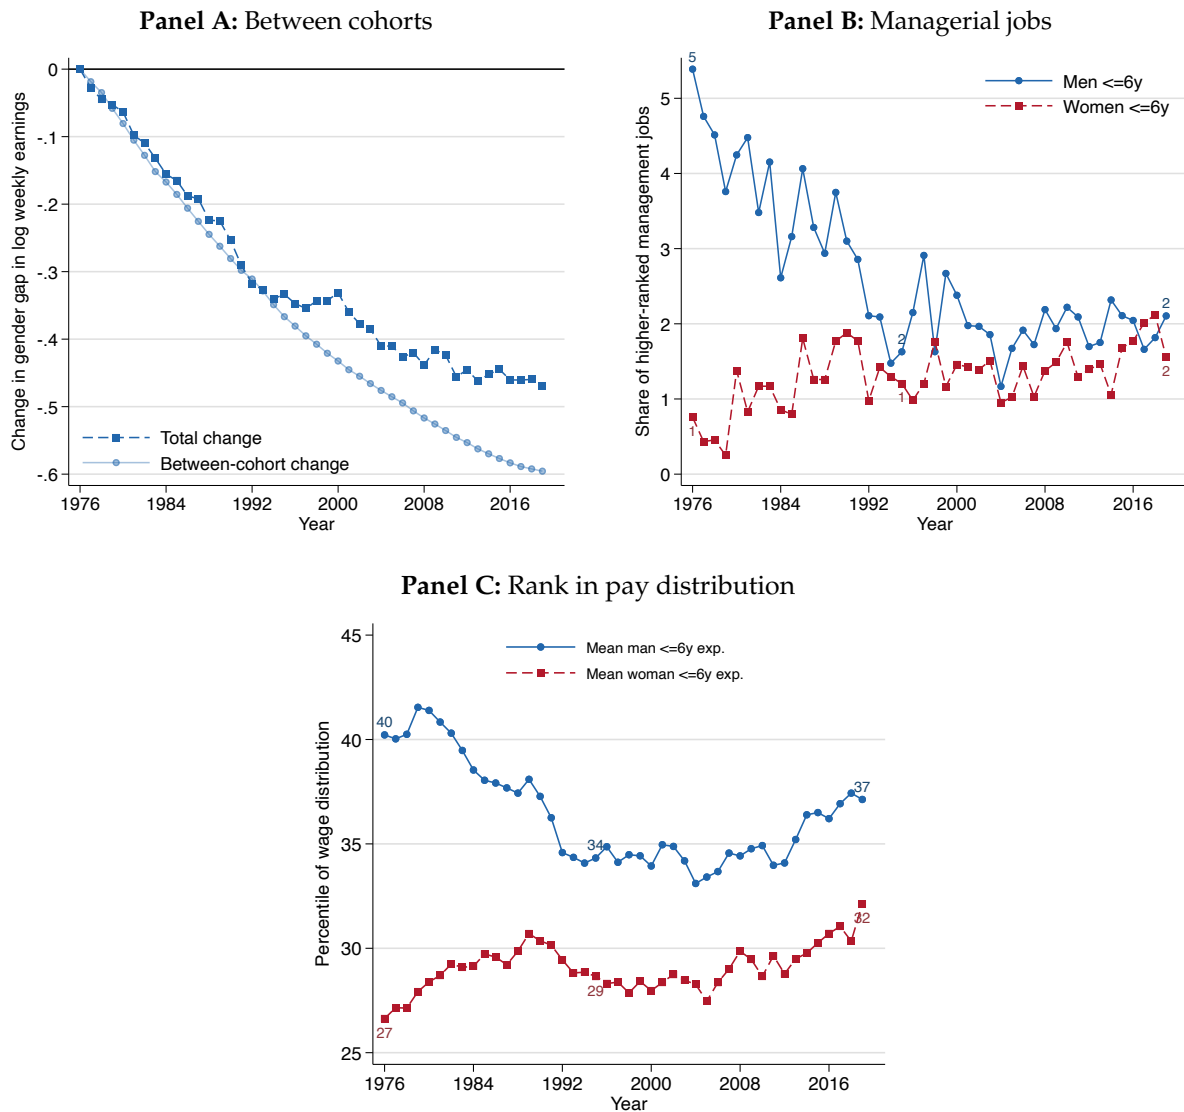 Panel A: Between cohorts
Change in gender gap in log weekly earnings
0
-.1
-.2
-.3
-.4
-.5
-.6
Total change
Between-cohort change
1976 1984 1992 2000 2008 2016
Year
Panel B: Managerial jobs
Share of higher-ranked management jobs
5
4
3
2
1
0
Men <=6y
Women <=6y
5
1
2
1
2
2
1976 1984 1992 2000 2008 2016
Year
Panel C: Rank in pay distribution
Percentile of wage distribution
45
40
35
30
25
Mean man <=6y exp.
Mean woman <=6y exp.
40
34
37
27
29
32
1976 1984 1992 2000 2008 2016
Year